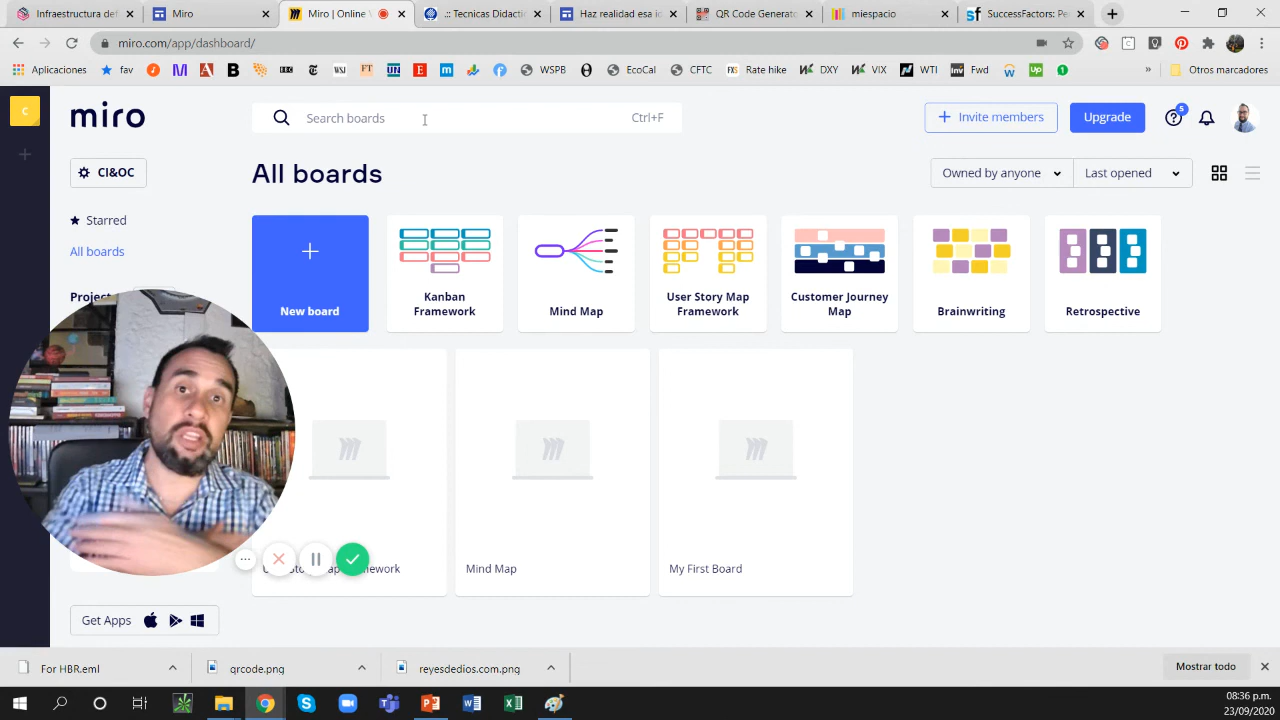 Infraestructura def
Miro
Miro | Online
.:: Tecnicas Didactic
Haz realidad esa i
QR Code Generato
miespacio
SuccessFactors: Pe
miro.com/app/dashboard/
Aplicaciones
fav
WSPB
EcoCal
CFTC
Rate hike
DXY
VIX
WTI
Fwd
Otros marcadores
C
miro
Search boards
Ctrl+F
Invite members
Upgrade
5
CI&OC
All boards
Owned by anyone
Last opened
Starred
All boards
Project
New board
Kanban
Framework
Mind Map
User Story Map
Framework
Customer Journey
Map
Brainwriting
Retrospective
Mind Map
My First Board
Get Apps
For HBR.eml
qrcode.png
reyesdedios.com.png
Mostrar todo
08:36 p.m.
23/09/2020